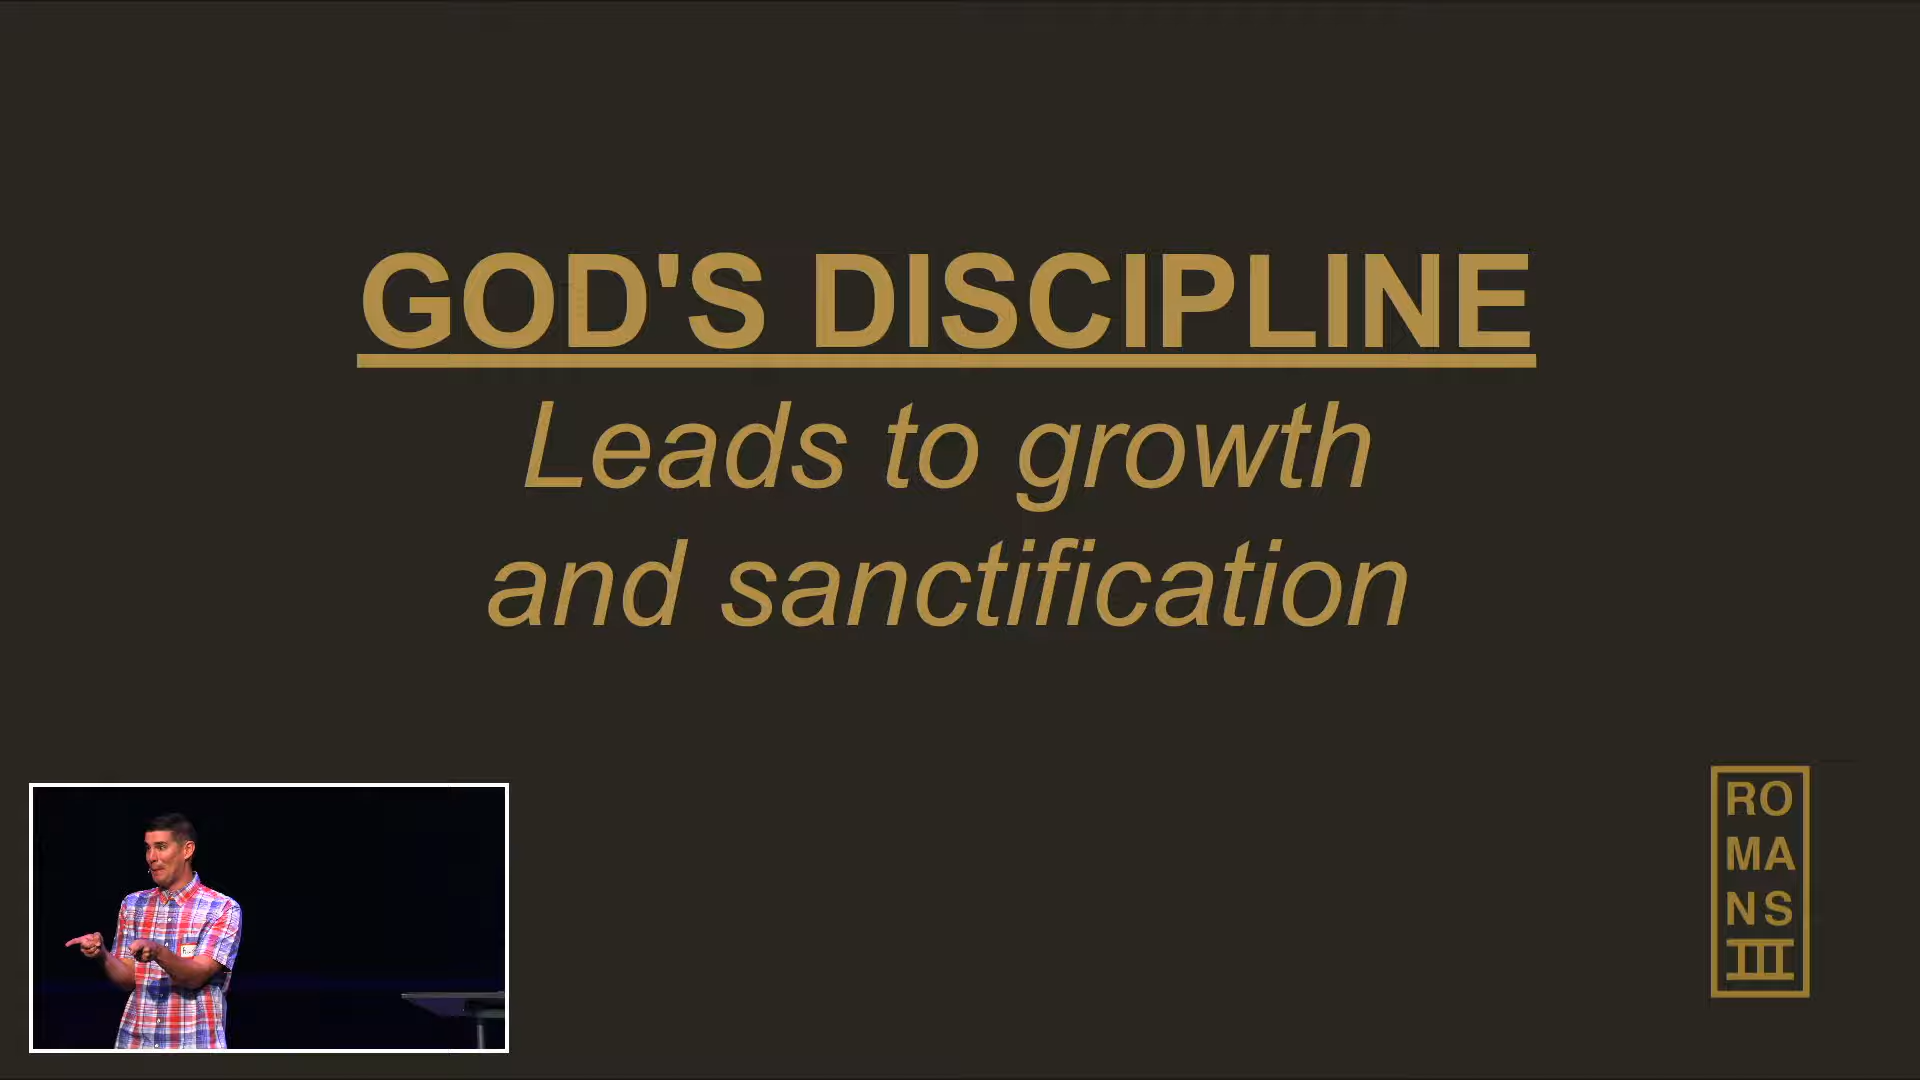 GOD'S DISCIPLINE
Leads to growth
and sanctification
RO
MA
NS
III